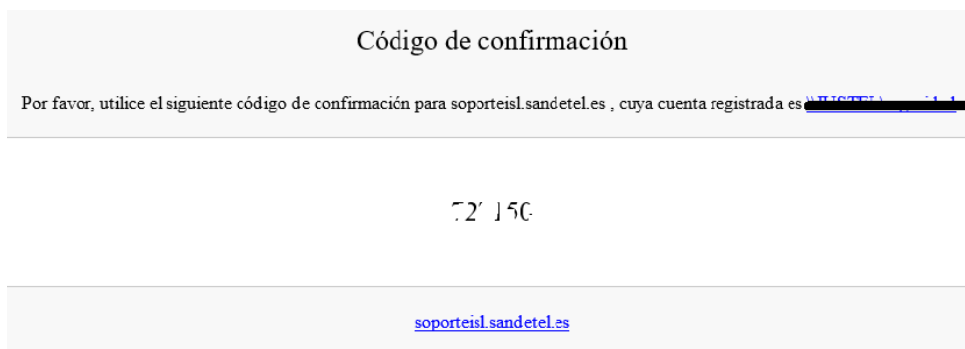 Código de confirmación
Por favor, utilice el siguiente código de confirmación para soporteisl.sandetel.es , cuya cuenta registrada es
soporteisl.sandetel.es